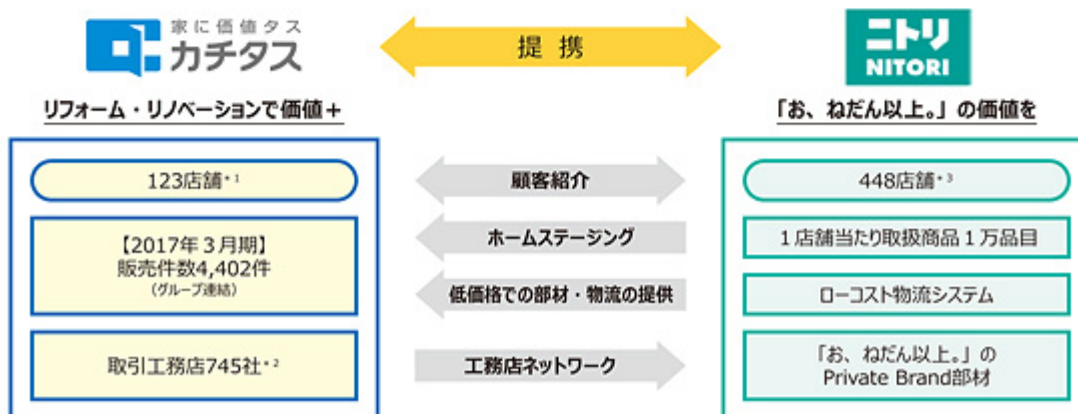 家に価値タス
カチタス
提携
ニトリ
NITORI
リフォーム・リノベーションで価値+
「お、ねだん以上。」の価値を
123店舗*1
顧客紹介
448店舗*3
【2017年3月期】
販売件数4,402件
(グループ連結)
ホームステージング
1店舗当たり取扱商品1万品目
低価格での部材・物流の提供
ローコスト物流システム
取引工務店745社*2
工務店ネットワーク
「お、ねだん以上。」の
Private Brand部材